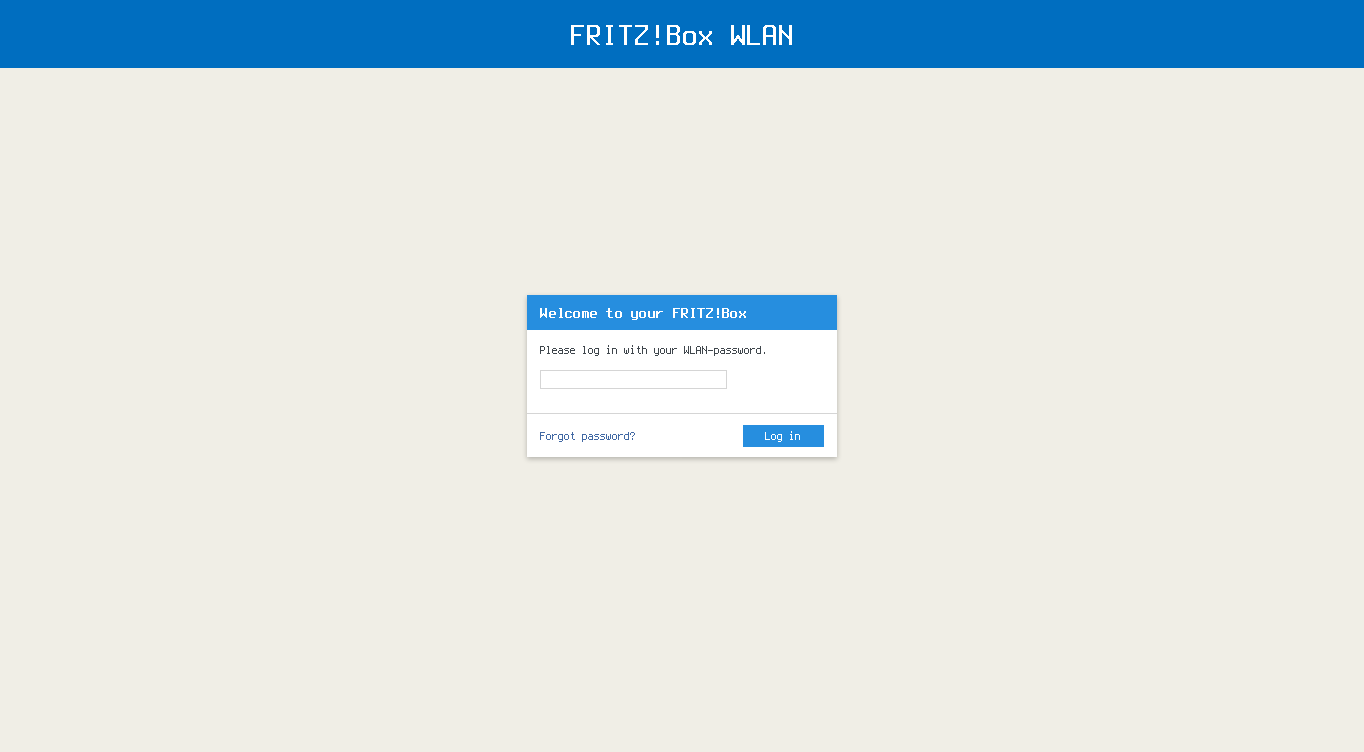 FRITZ!Box WLAN
Welcome to your FRITZ!Box
Please log in with your WLAN-password.
Forgot password?
Log in